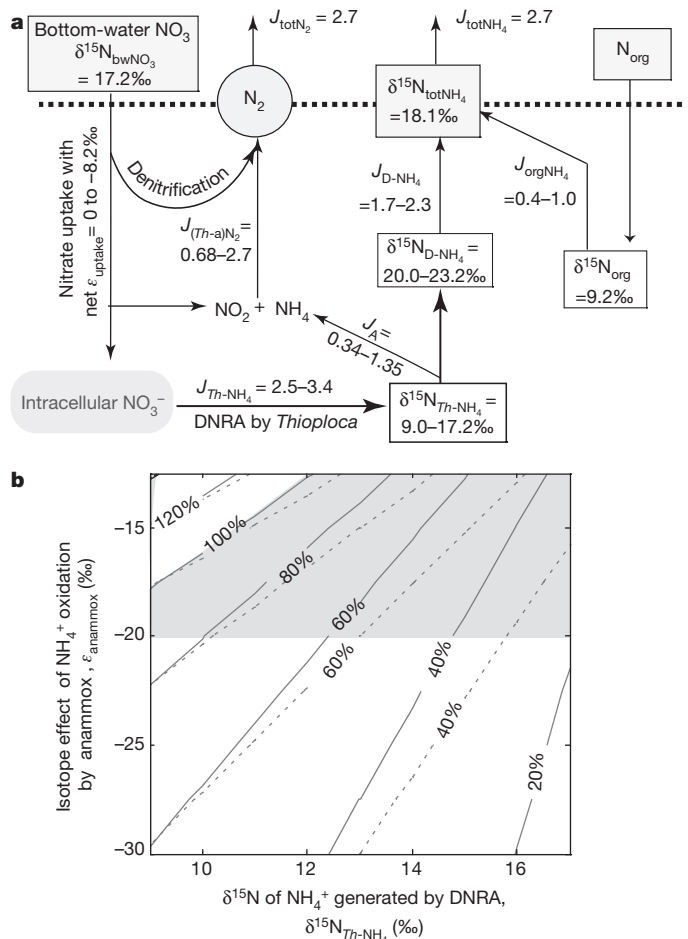 a
Bottom-water NO3
δ15NbwNO3
= 17.2‰
JtotN2 = 2.7
JtotNH4 = 2.7
N2
δ15NtotNH4
=18.1‰
Norg
Nitrate uptake with
net εuptake= 0 to −8.2‰
Denitrification
J(Th-a)N2=
0.68–2.7
JD-NH4
=1.7–2.3
JorgNH4
=0.4–1.0
δ15ND-NH4 =
20.0–23.2‰
δ15Norg
=9.2‰
NO2 + NH4
JA=
0.34–1.35
Intracellular NO3−
JTh-NH4 = 2.5–3.4
DNRA by Thioploca
δ15NTh-NH4 =
9.0–17.2‰
b
Isotope effect of NH4+ oxidation
by anammox, εanammox (‰)
−15
−20
−25
−30
120%
100%
80%
60%
60%
40%
40%
20%
10
12
14
16
δ15N of NH4+ generated by DNRA,
δ15NTh-NH4 (‰)